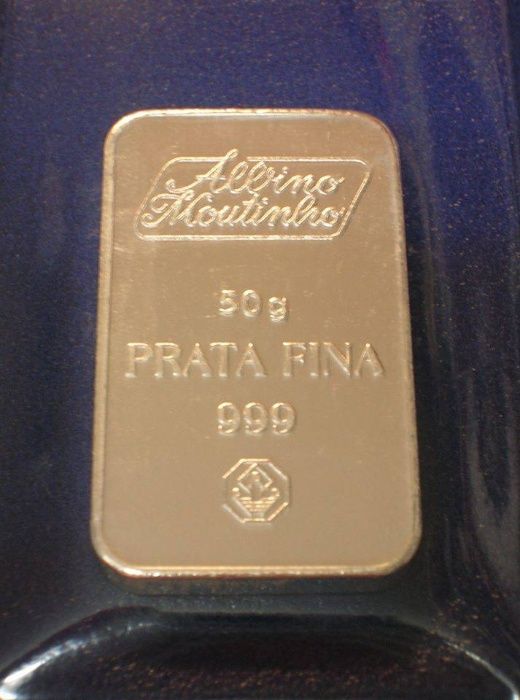 Albino
Moutinho
50g
PRATA FINA
999